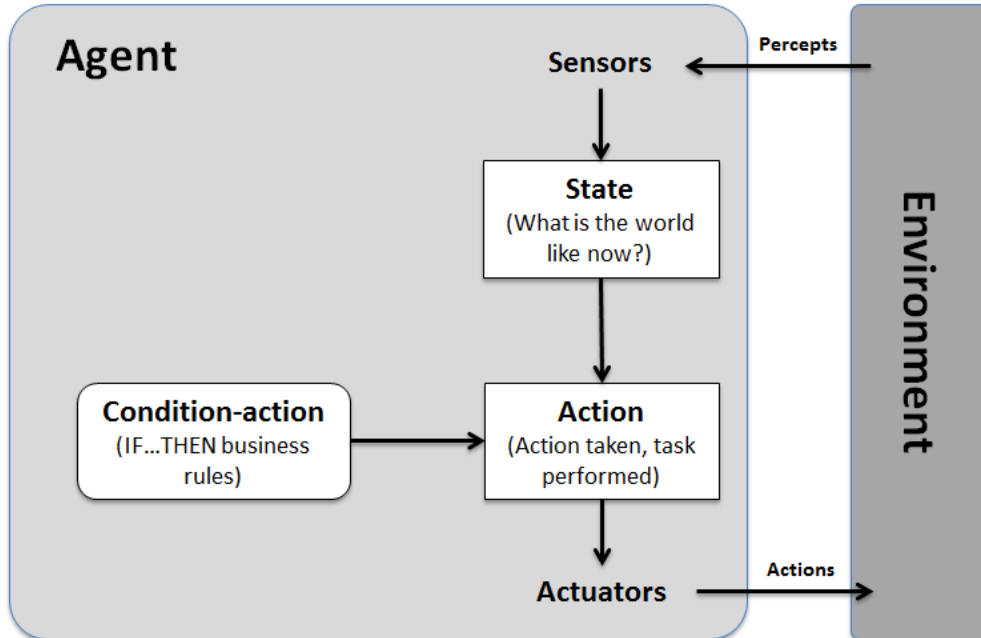 Agent
Sensors
Percepts
State
(What is the world
like now?)
Environment
Condition-action
(IF...THEN business
rules)
Action
(Action taken, task
performed)
Actuators
Actions